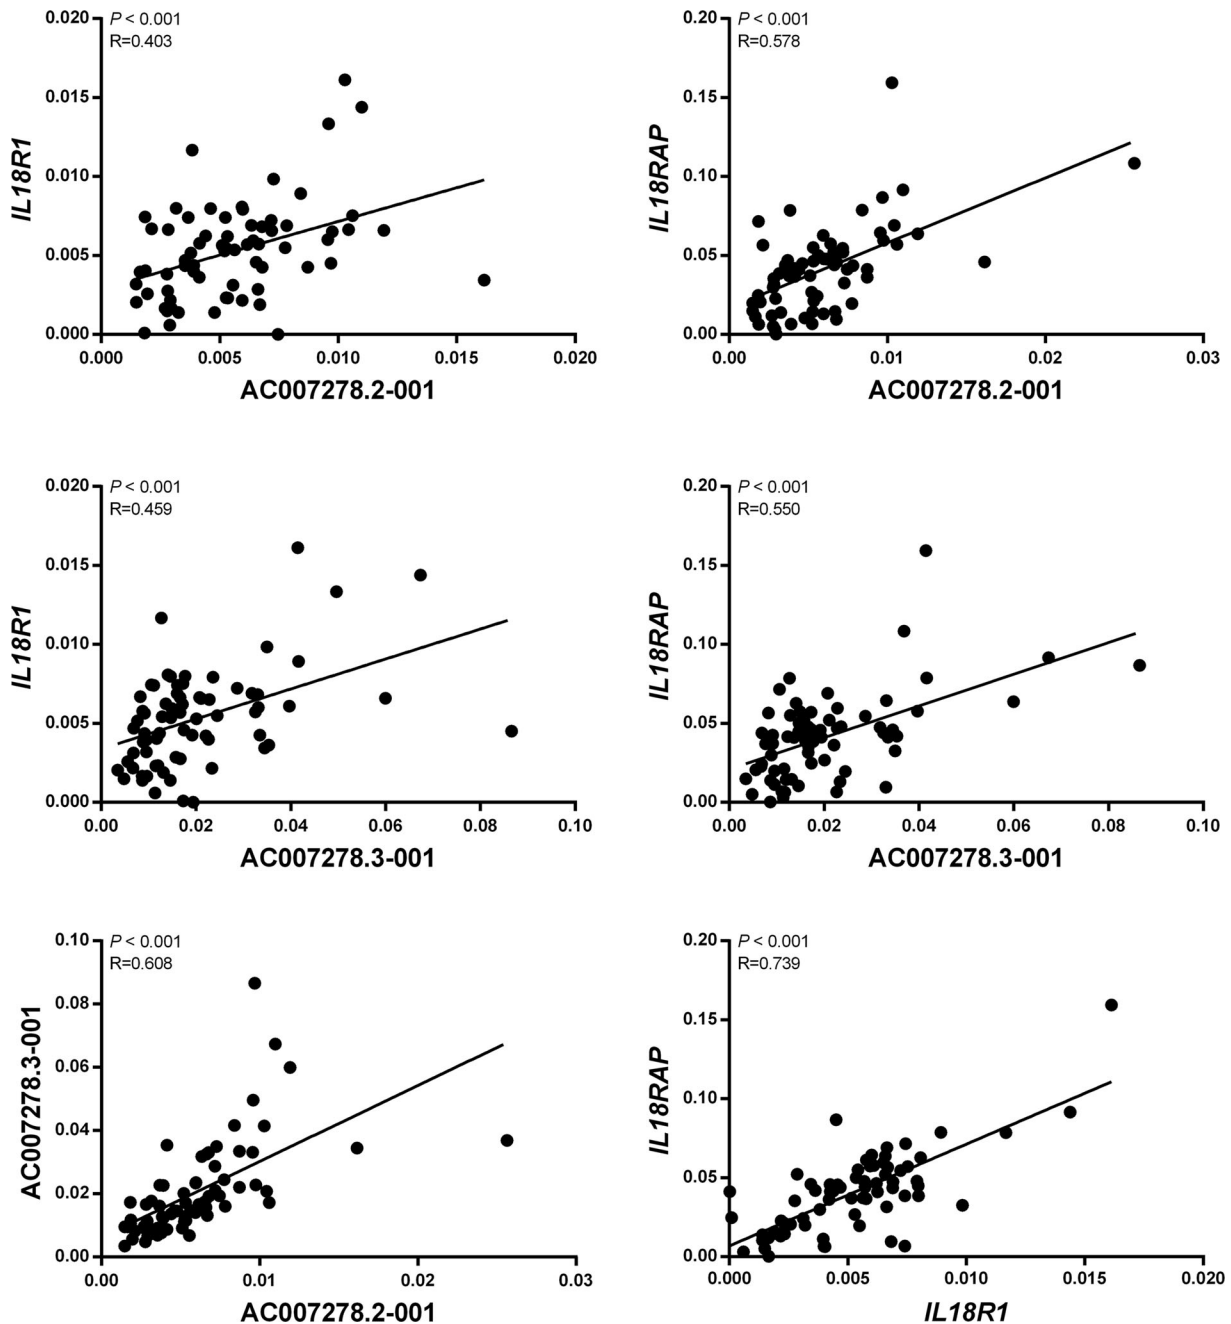 0.020
P < 0.001
R=0.403
0.015
0.010
0.005
0.000
IL18R1
0.000 0.005 0.010 0.015 0.020
AC007278.2-001
0.20
P < 0.001
R=0.578
0.15
0.10
0.05
0.00
IL18RAP
0.00 0.01 0.02 0.03
AC007278.2-001
0.020
P < 0.001
R=0.459
0.015
0.010
0.005
0.000
IL18R1
0.00 0.02 0.04 0.06 0.08 0.10
AC007278.3-001
0.20
P < 0.001
R=0.550
0.15
0.10
0.05
0.00
IL18RAP
0.00 0.02 0.04 0.06 0.08 0.10
AC007278.3-001
0.10
P < 0.001
R=0.608
0.08
0.06
0.04
0.02
0.00
AC007278.3-001
0.00 0.01 0.02 0.03
AC007278.2-001
0.20
P < 0.001
R=0.739
0.15
0.10
0.05
0.00
IL18RAP
0.000 0.005 0.010 0.015 0.020
IL18R1